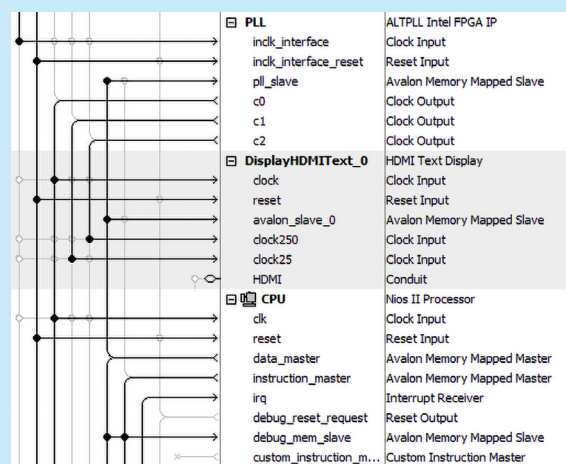 PLL ALTPLL Intel FPGA IP
inclk_interface Clock Input
inclk_interface_reset Reset Input
pll_slave Avalon Memory Mapped Slave
c0 Clock Output
c1 Clock Output
c2 Clock Output
DisplayHDMIText_0 HDMI Text Display
clock Clock Input
reset Reset Input
avalon_slave_0 Avalon Memory Mapped Slave
clock250 Clock Input
clock25 Clock Input
HDMI Conduit
CPU Nios II Processor
clk Clock Input
reset Reset Input
data_master Avalon Memory Mapped Master
instruction_master Avalon Memory Mapped Master
irq Interrupt Receiver
debug_reset_request Reset Output
debug_mem_slave Avalon Memory Mapped Slave
custom_instruction_m... Custom Instruction Master